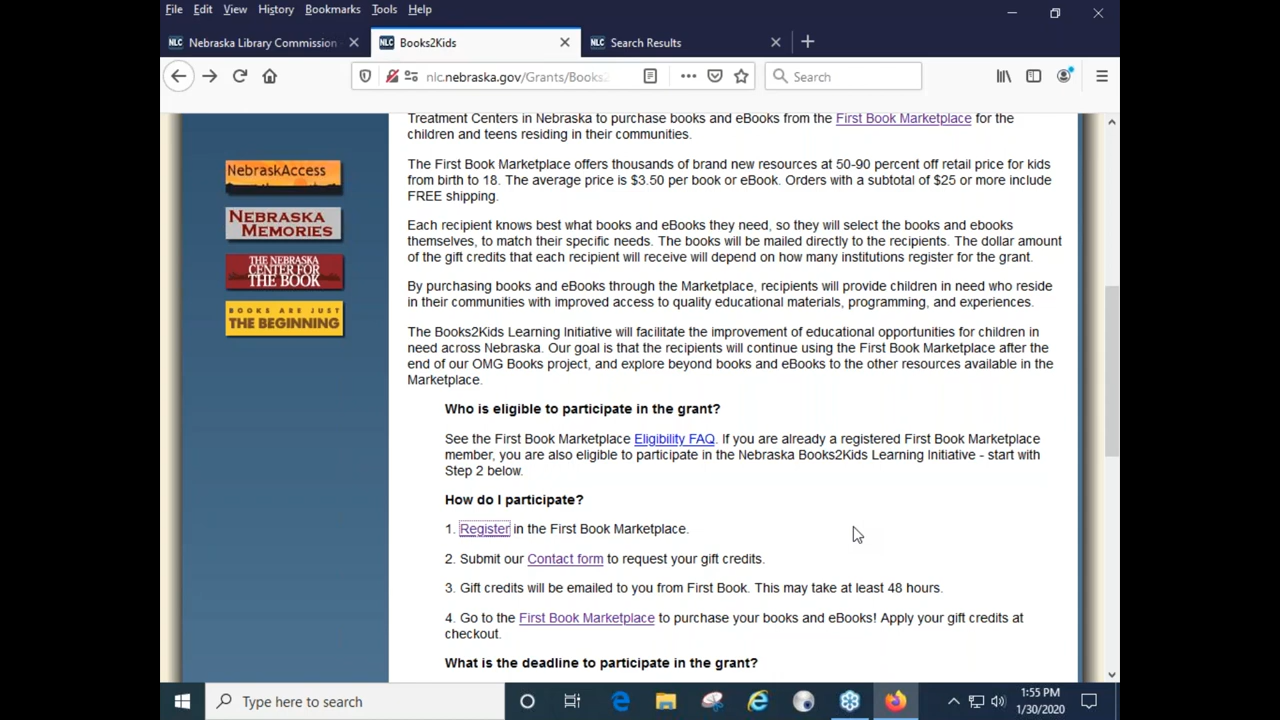 File Edit View History Bookmarks Tools Help
NLC Nebraska Library Commission
NLC Books2Kids
NLC Search Results
nlc.nebraska.gov/Grants/Books2
Search
NebraskAccess
NEBRASKA
MEMORIES
THE NEBRASKA
CENTER FOR
THE BOOK
BOOKS ARE JUST
THE BEGINNING
Treatment Centers in Nebraska to purchase books and eBooks from the First Book Marketplace for the
children and teens residing in their communities.
The First Book Marketplace offers thousands of brand new resources at 50-90 percent off retail price for kids
from birth to 18. The average price is $3.50 per book or eBook. Orders with a subtotal of $25 or more include
FREE shipping.
Each recipient knows best what books and eBooks they need, so they will select the books and ebooks
themselves, to match their specific needs. The books will be mailed directly to the recipients. The dollar amount
of the gift credits that each recipient will receive will depend on how many institutions register for the grant.
By purchasing books and eBooks through the Marketplace, recipients will provide children in need who reside
in their communities with improved access to quality educational materials, programming, and experiences.
The Books2Kids Learning Initiative will facilitate the improvement of educational opportunities for children in
need across Nebraska. Our goal is that the recipients will continue using the First Book Marketplace after the
end of our OMG Books project, and explore beyond books and eBooks to the other resources available in the
Marketplace.
Who is eligible to participate in the grant?
See the First Book Marketplace Eligibility FAQ. If you are already a registered First Book Marketplace
member, you are also eligible to participate in the Nebraska Books2Kids Learning Initiative - start with
Step 2 below.
How do I participate?
1. Register in the First Book Marketplace.
2. Submit our Contact form to request your gift credits.
3. Gift credits will be emailed to you from First Book. This may take at least 48 hours.
4. Go to the First Book Marketplace to purchase your books and eBooks! Apply your gift credits at
checkout.
What is the deadline to participate in the grant?
Type here to search
1:55 PM
1/30/2020